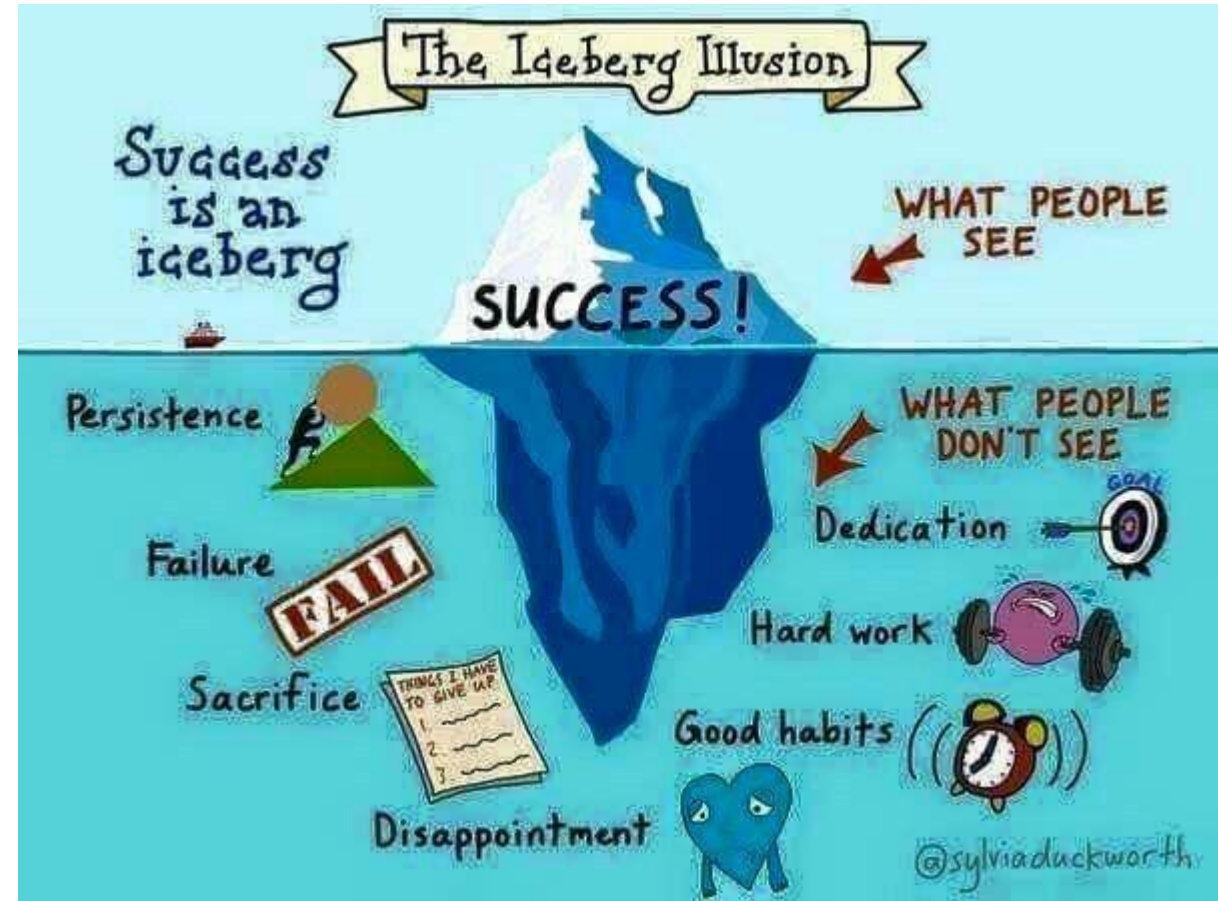 The Iceberg Illusion
Success
is an
iceberg
WHAT PEOPLE
SEE
SUCCESS!
Persistence
WHAT PEOPLE
DON'T SEE
GOAL
Dedication
Failure
FAIL
Hard work
Sacrifice
THINGS I HAVE
TO GIVE UP
1.
2.
3.
Good habits
Disappointment
@sylviaduckworth